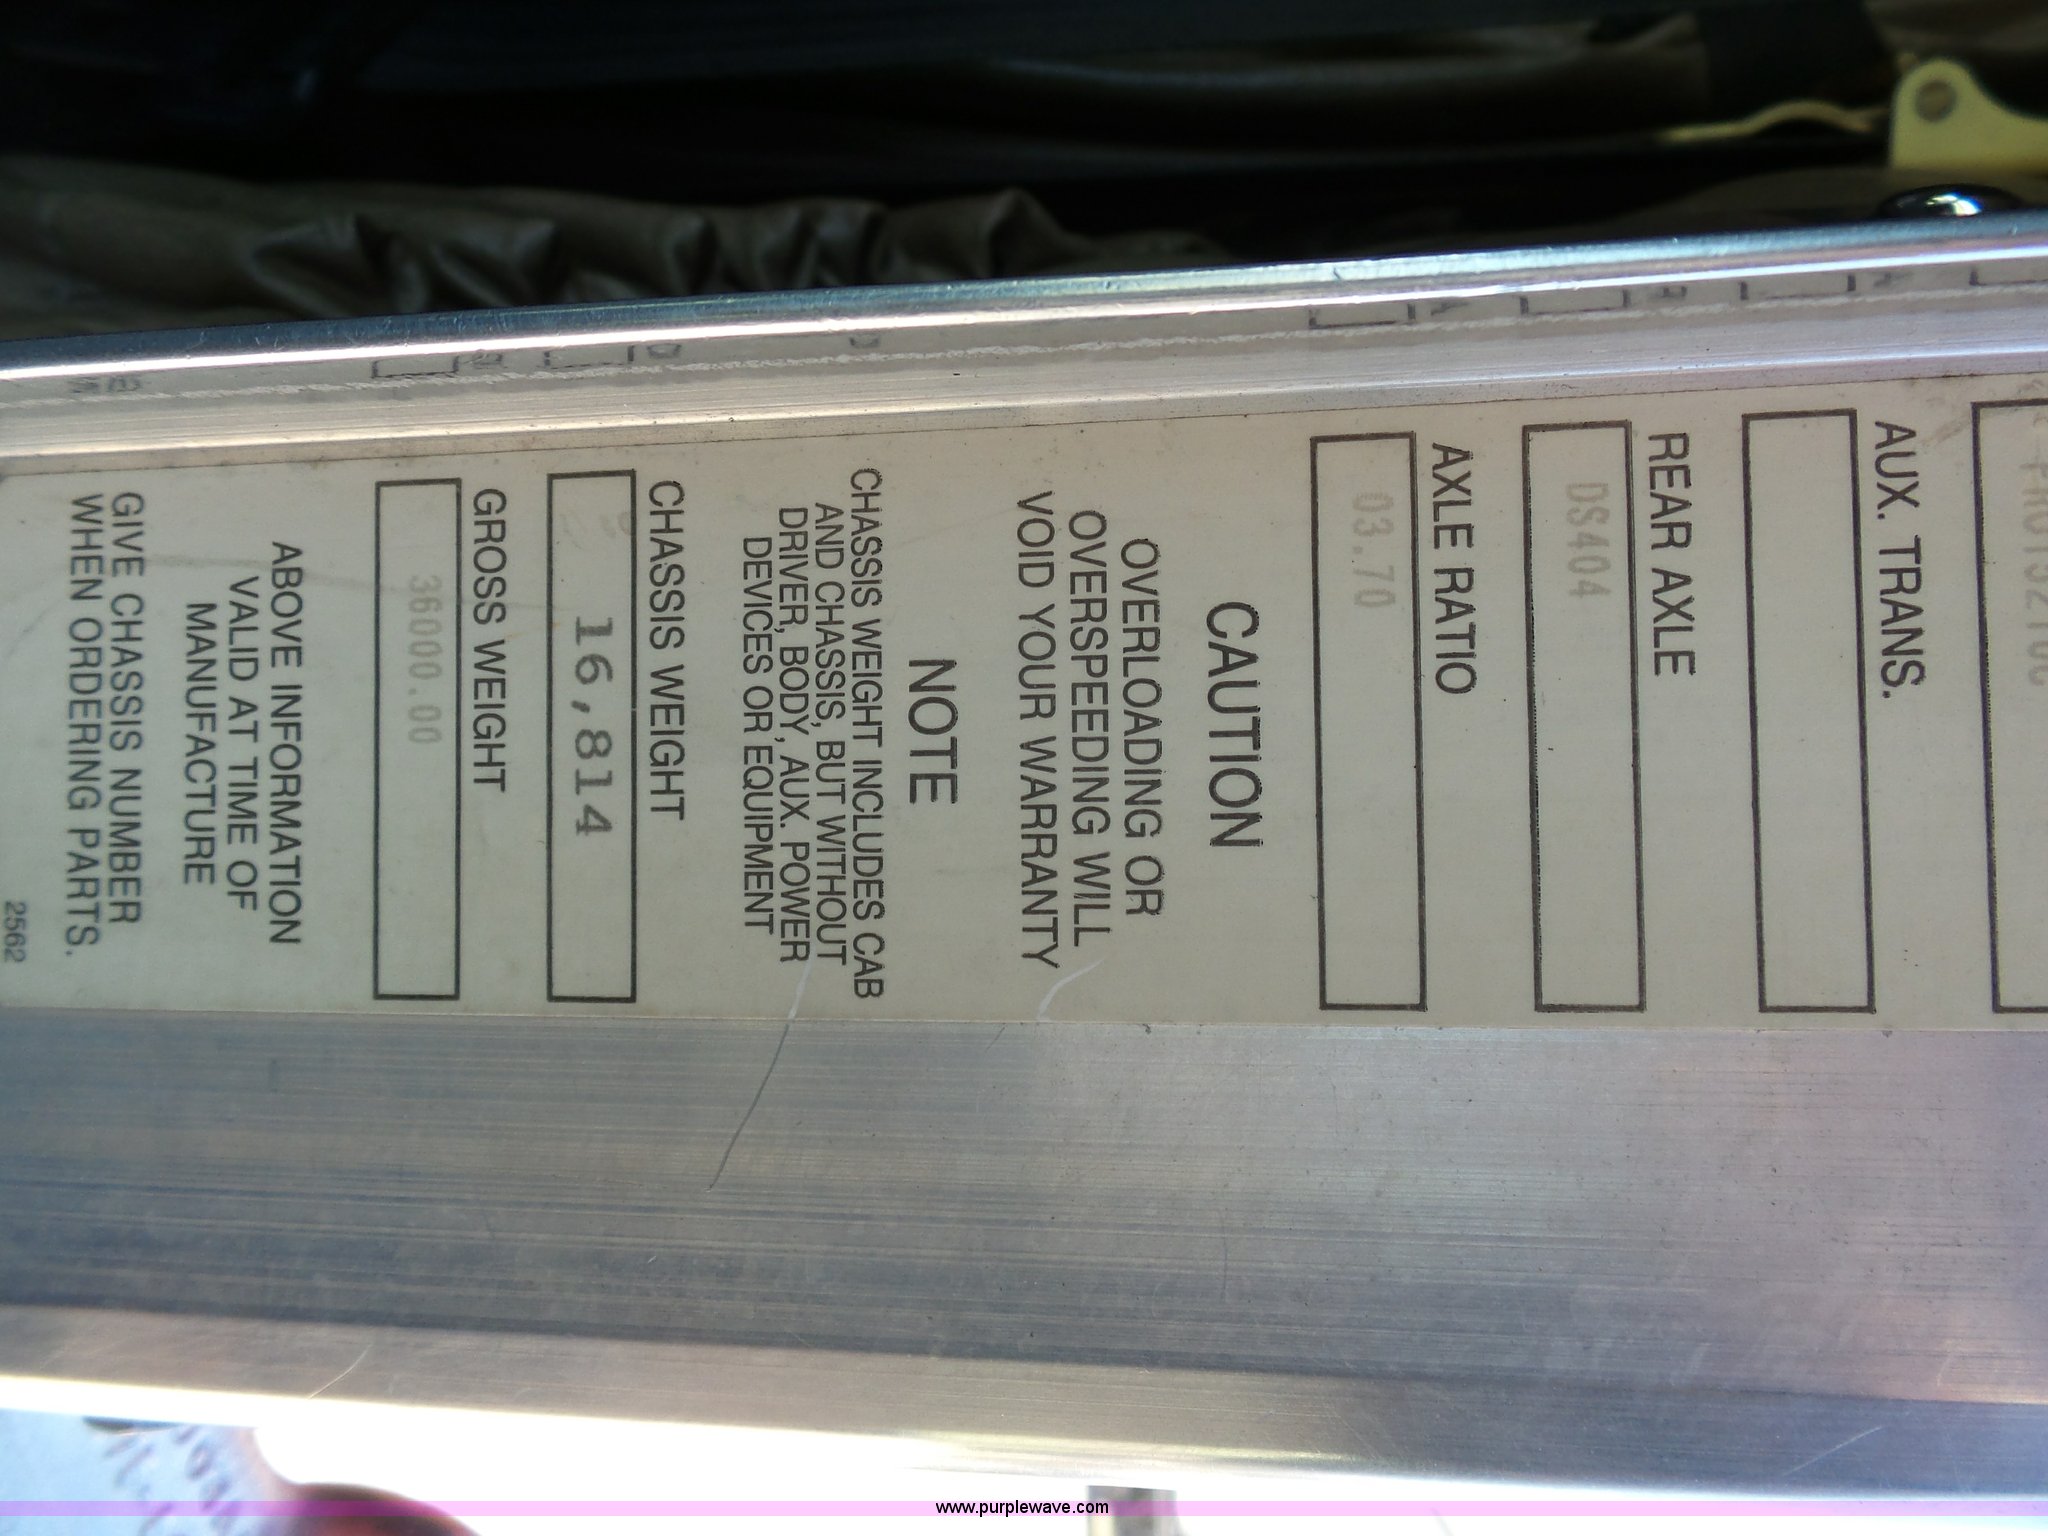 AUX. TRANS.
REAR AXLE
DS404
AXLE RATIO
03.70
CAUTION
OVERLOADING OR
OVERSPEEDING WILL
VOID YOUR WARRANTY
NOTE
CHASSIS WEIGHT INCLUDES CAB
AND CHASSIS, BUT WITHOUT
DRIVER, BODY, AUX. POWER
DEVICES OR EQUIPMENT
CHASSIS WEIGHT
16,814
GROSS WEIGHT
36000.00
ABOVE INFORMATION
VALID AT TIME OF
MANUFACTURE
GIVE CHASSIS NUMBER
WHEN ORDERING PARTS.
2562
www.purplewave.com